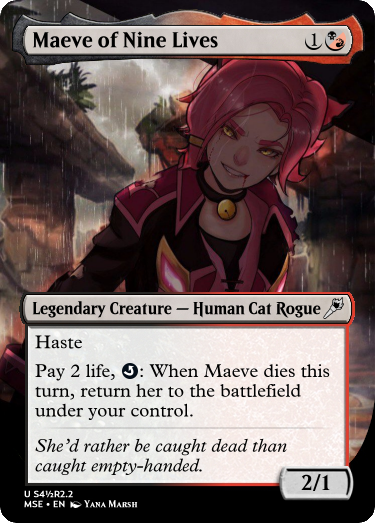 Maeve of Nine Lives 1
Legendary Creature — Human Cat Rogue
Haste
Pay 2 life, : When Maeve dies this
turn, return her to the battlefield
under your control.
She’d rather be caught dead than
caught empty-handed.
2/1
U S4½R2.2
MSE • EN Yana Marsh